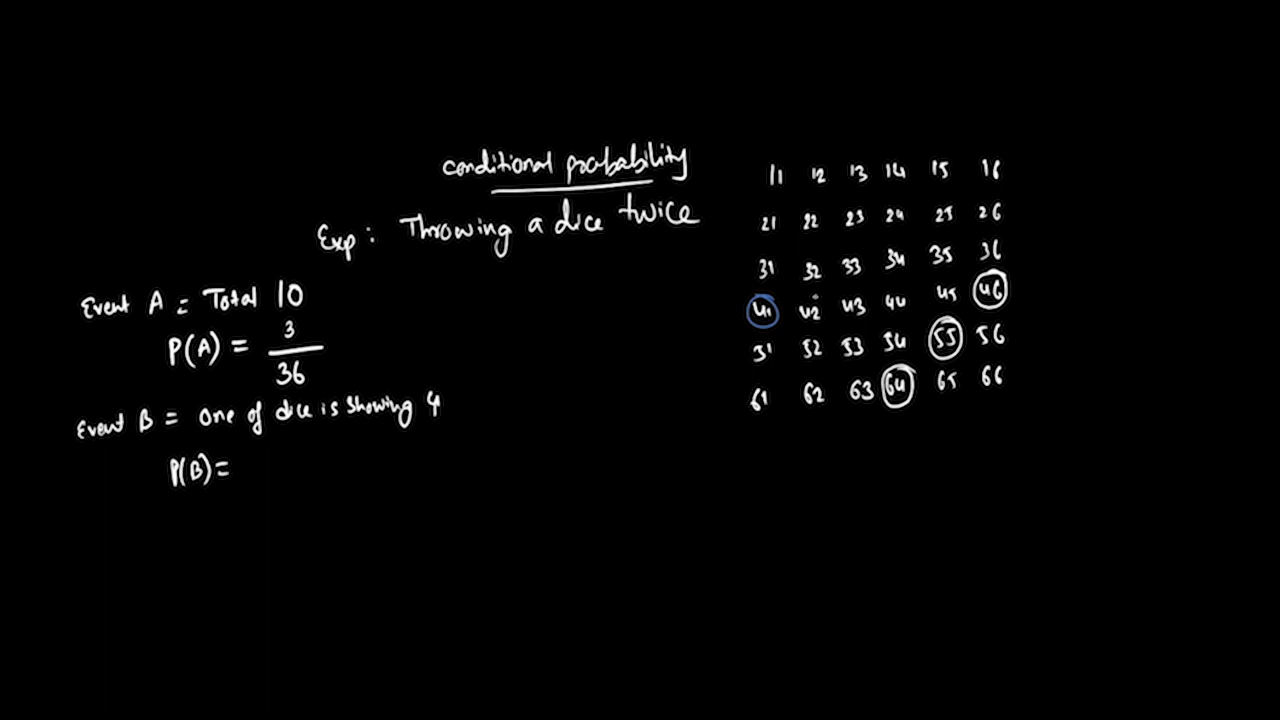 conditional probability
Exp : Throwing a dice twice
Event A = Total 10
P(A) = 3/36
Event B = One of dice is showing 4
P(B) =
11 12 13 14 15 16
21 22 23 24 25 26
31 32 33 34 35 36
41 42 43 44 45 46
51 52 53 54 55 56
61 62 63 64 65 66